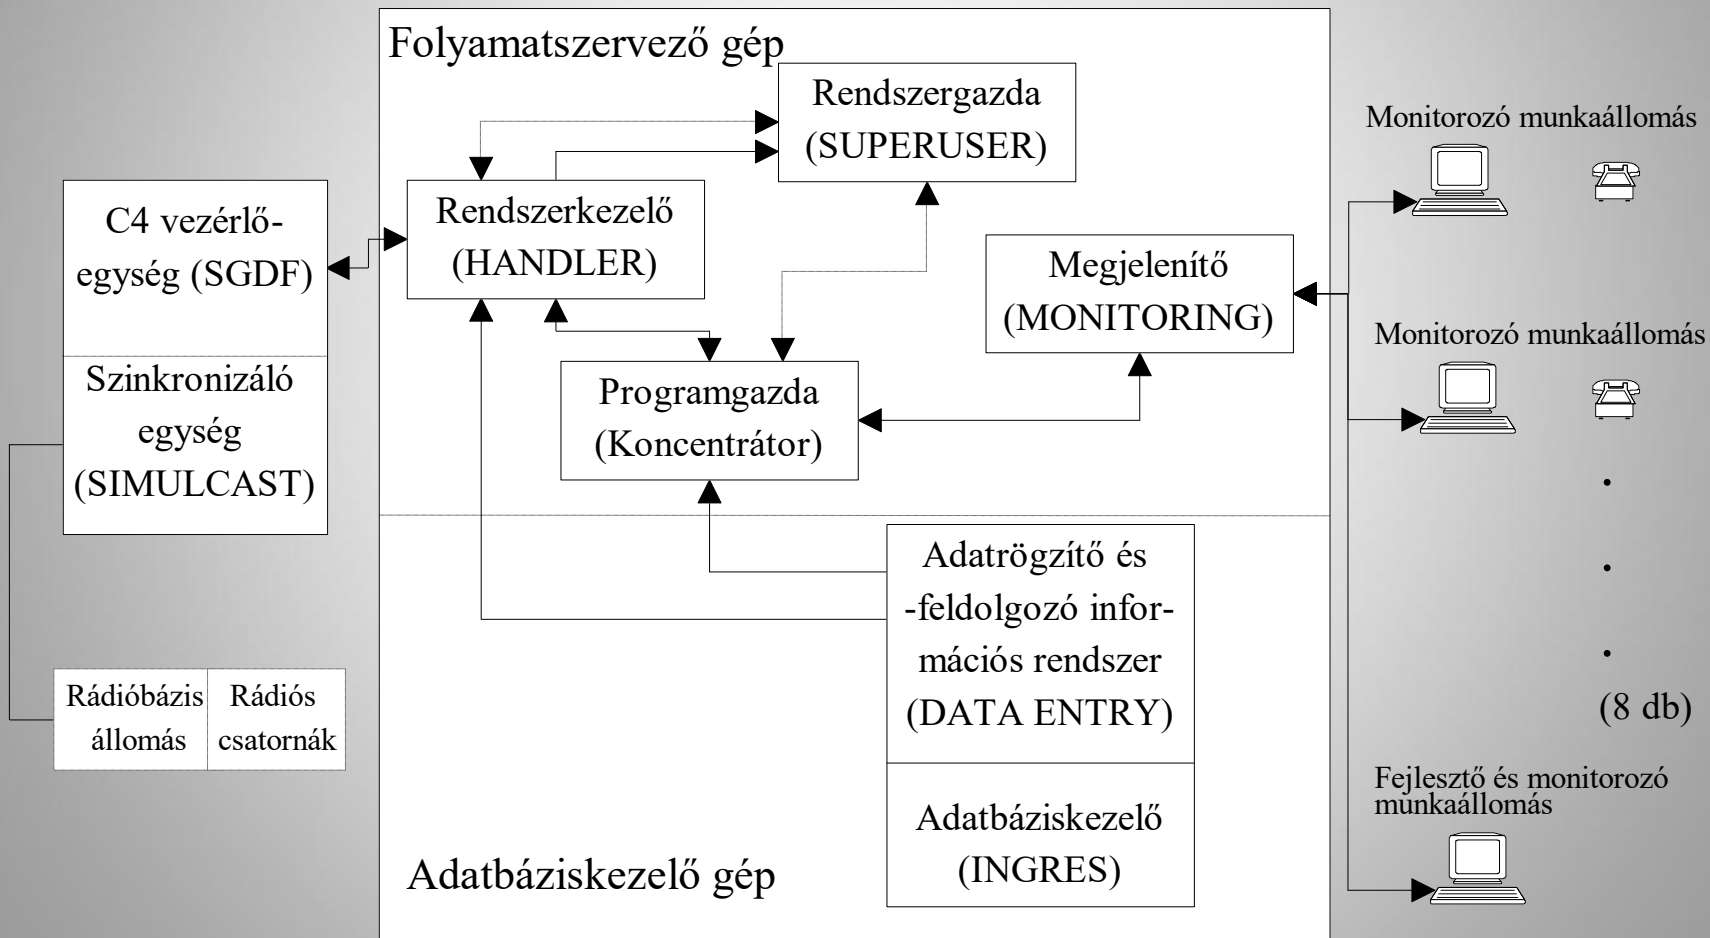 Folyamatszervező gép
Rendszergazda
(SUPERUSER)
Rendszerkezelő
(HANDLER)
C4 vezérlő-
egység (SGDF)
Szinkronizáló
egység
(SIMULCAST)
Megjelenítő
(MONITORING)
Programgazda
(Koncentrátor)
Adatrögzítő és
-feldolgozó infor-
mációs rendszer
(DATA ENTRY)
Adatbáziskezelő
(INGRES)
Adatbáziskezelő gép
Rádióbázis
állomás
Rádiós
csatornák
Monitorozó munkaállomás
Monitorozó munkaállomás
.
.
.
(8 db)
Fejlesztő és monitorozó
munkaállomás